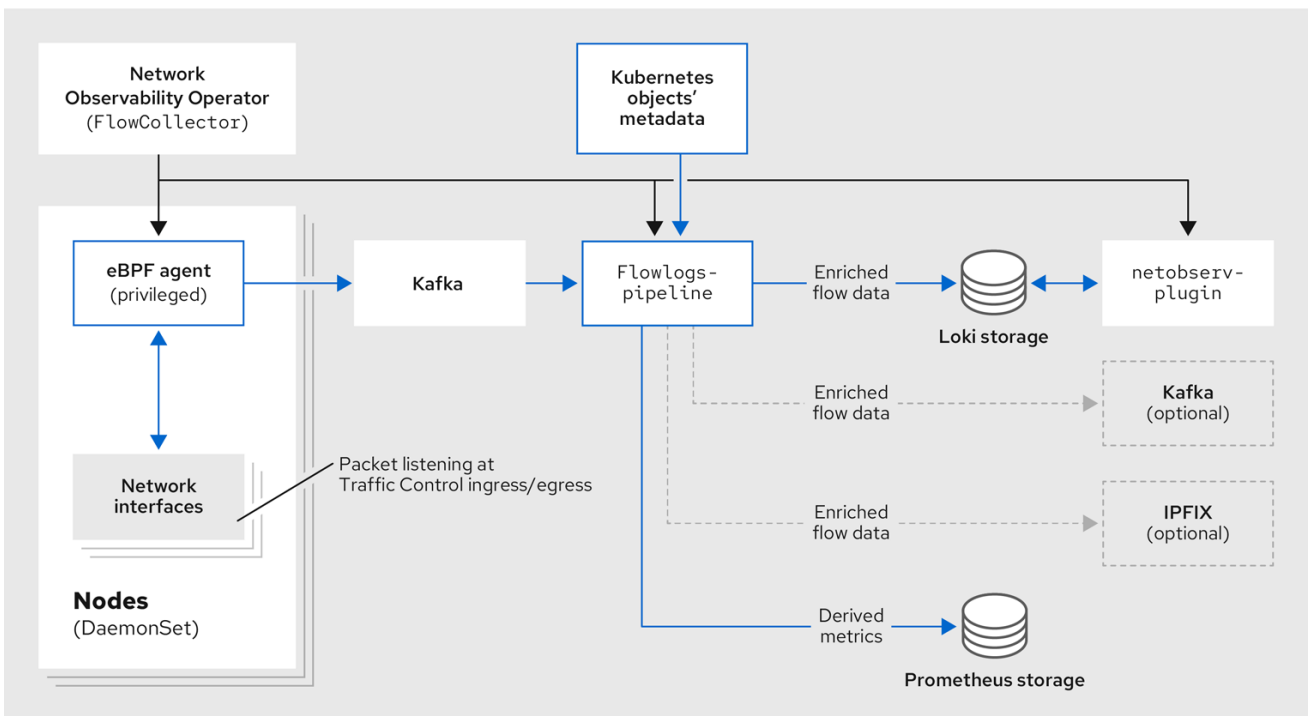 Network
Observability Operator
(FlowCollector)
Kubernetes
objects’
metadata
eBPF agent
(privileged)
Kafka
Flowlogs-
pipeline
Enriched
flow data
Loki storage
netobserv-
plugin
Enriched
flow data
Kafka
(optional)
Network
interfaces
Packet listening at
Traffic Control ingress/egress
Enriched
flow data
IPFIX
(optional)
Nodes
(DaemonSet)
Derived
metrics
Prometheus storage